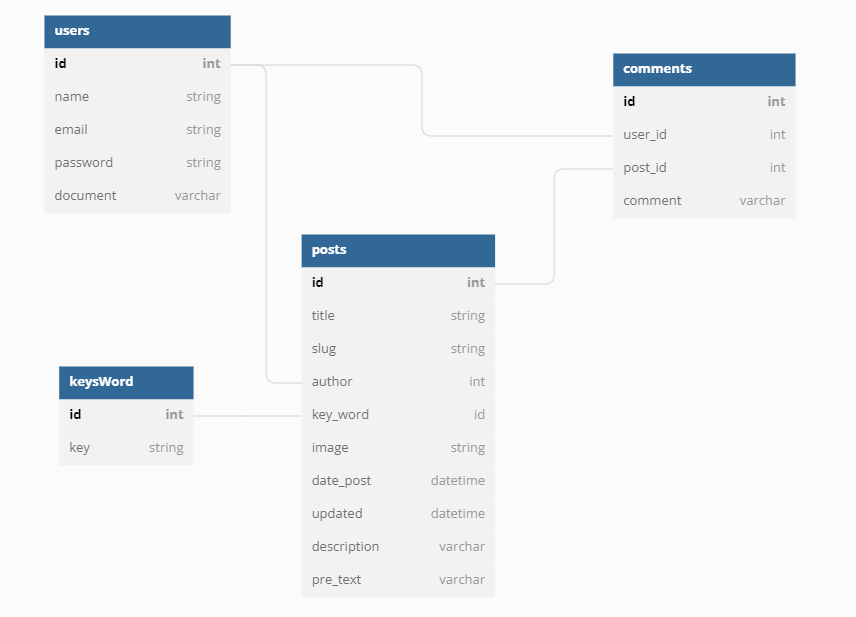 users
id int
name string
email string
password string
document varchar
comments
id int
user_id int
post_id int
comment varchar
posts
id int
title string
slug string
author int
key_word id
image string
date_post datetime
updated datetime
description varchar
pre_text varchar
keysWord
id int
key string